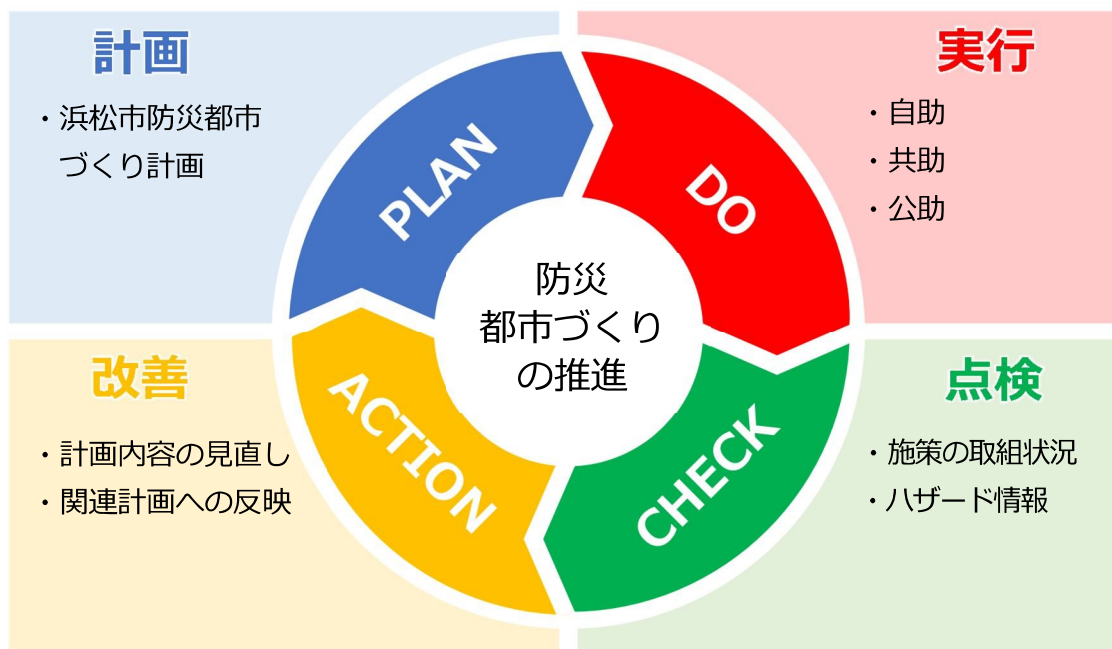 計画
・浜松市防災都市
づくり計画
PLAN
実行
・自助
・共助
・公助
DO
防災
都市づくり
の推進
改善
・計画内容の見直し
・関連計画への反映
ACTION
点検
・施策の取組状況
・ハザード情報
CHECK